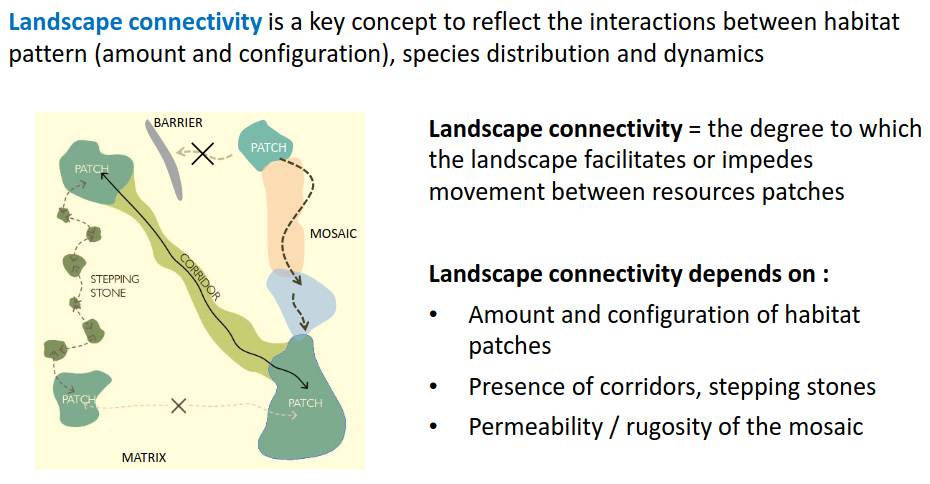 Landscape connectivity is a key concept to reflect the interactions between habitat
pattern (amount and configuration), species distribution and dynamics
BARRIER
PATCH
PATCH
MOSAIC
CORRIDOR
STEPPING
STONE
PATCH
PATCH
MATRIX
Landscape connectivity = the degree to which
the landscape facilitates or impedes
movement between resources patches
Landscape connectivity depends on :
• Amount and configuration of habitat
patches
• Presence of corridors, stepping stones
• Permeability / rugosity of the mosaic